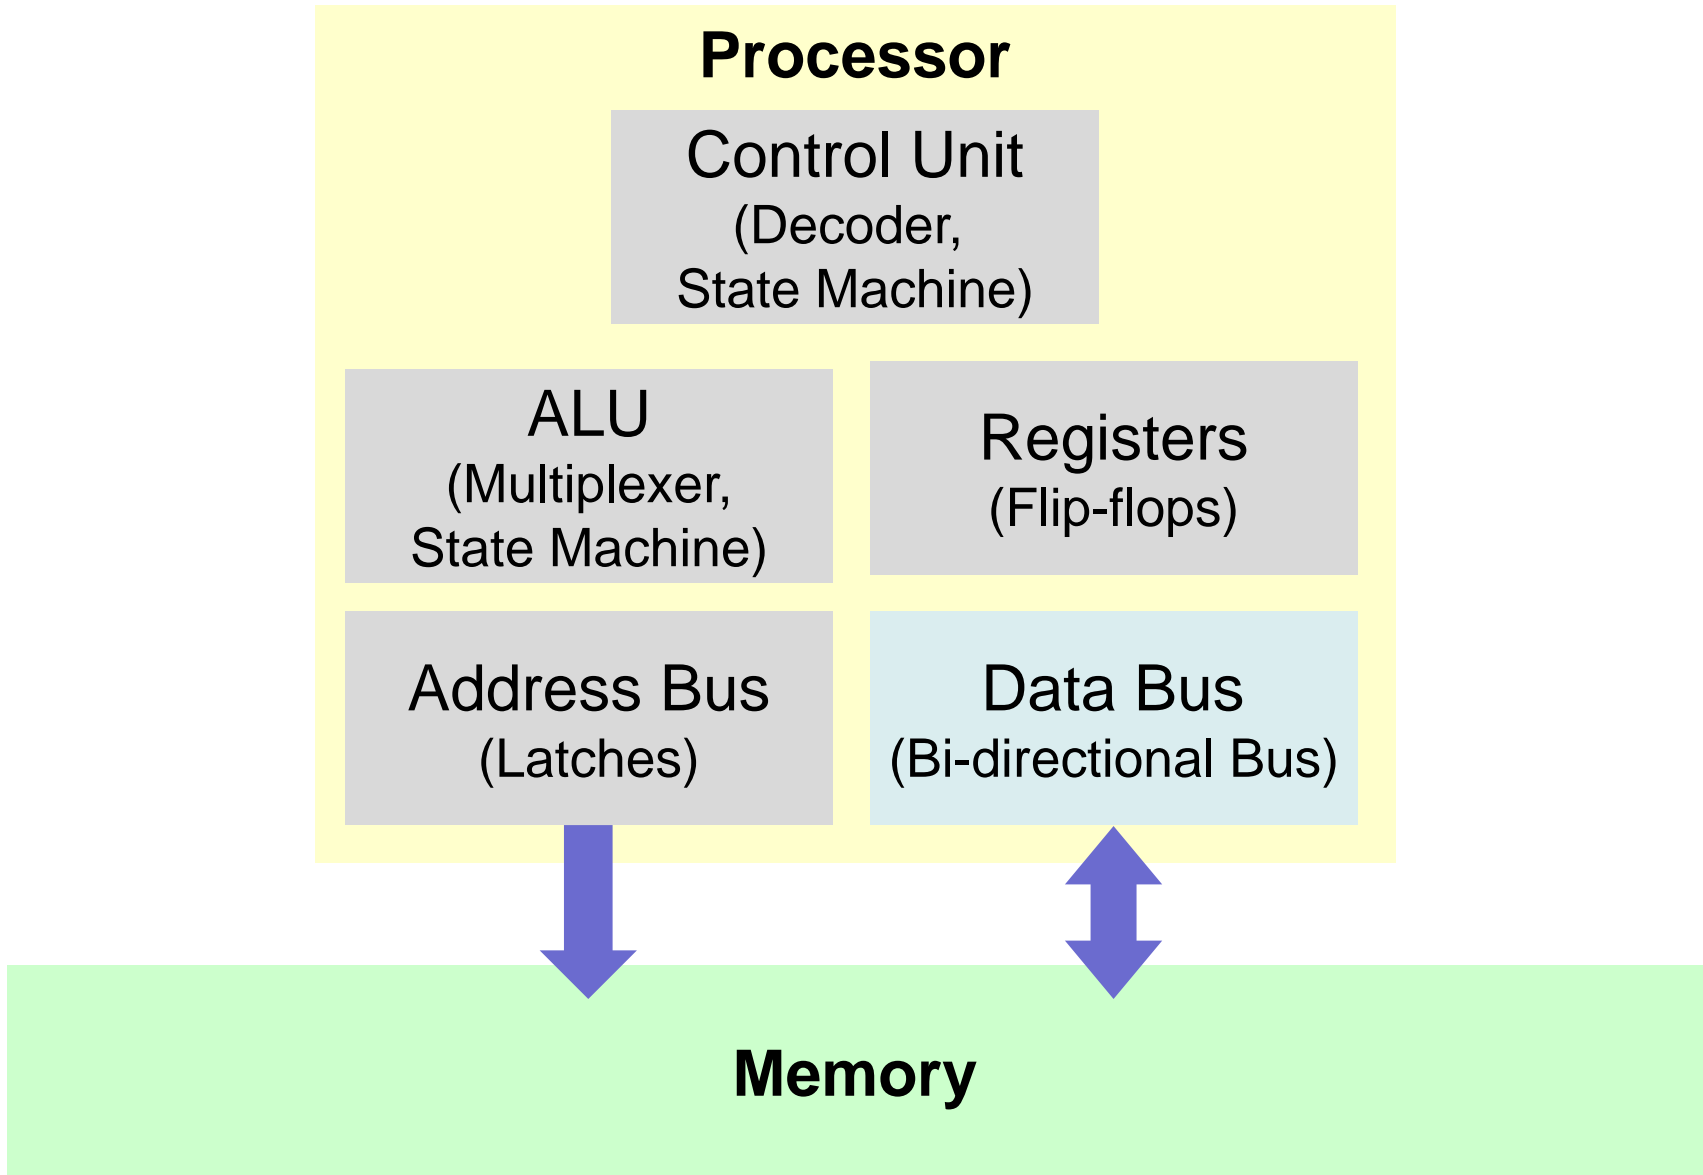 Processor
Control Unit
(Decoder,
State Machine)
ALU
(Multiplexer,
State Machine)
Registers
(Flip-flops)
Address Bus
(Latches)
Data Bus
(Bi-directional Bus)
Memory